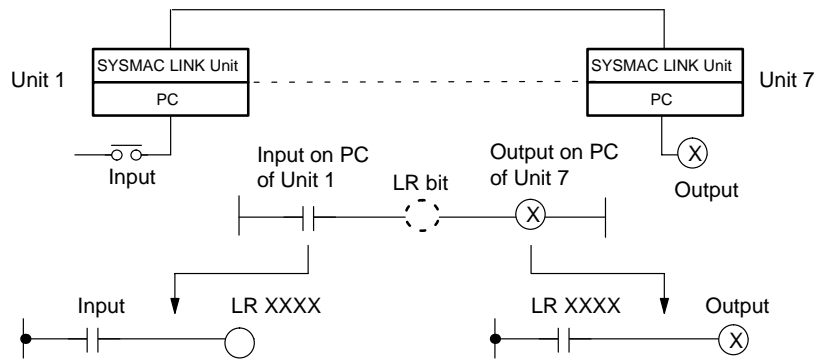 SYSMAC LINK Unit
SYSMAC LINK Unit
Unit 1
Unit 7
PC
PC
Input
Input on PC
of Unit 1
LR bit
Output on PC
of Unit 7
X
Output
X
Input
LR XXXX
LR XXXX
Output
X